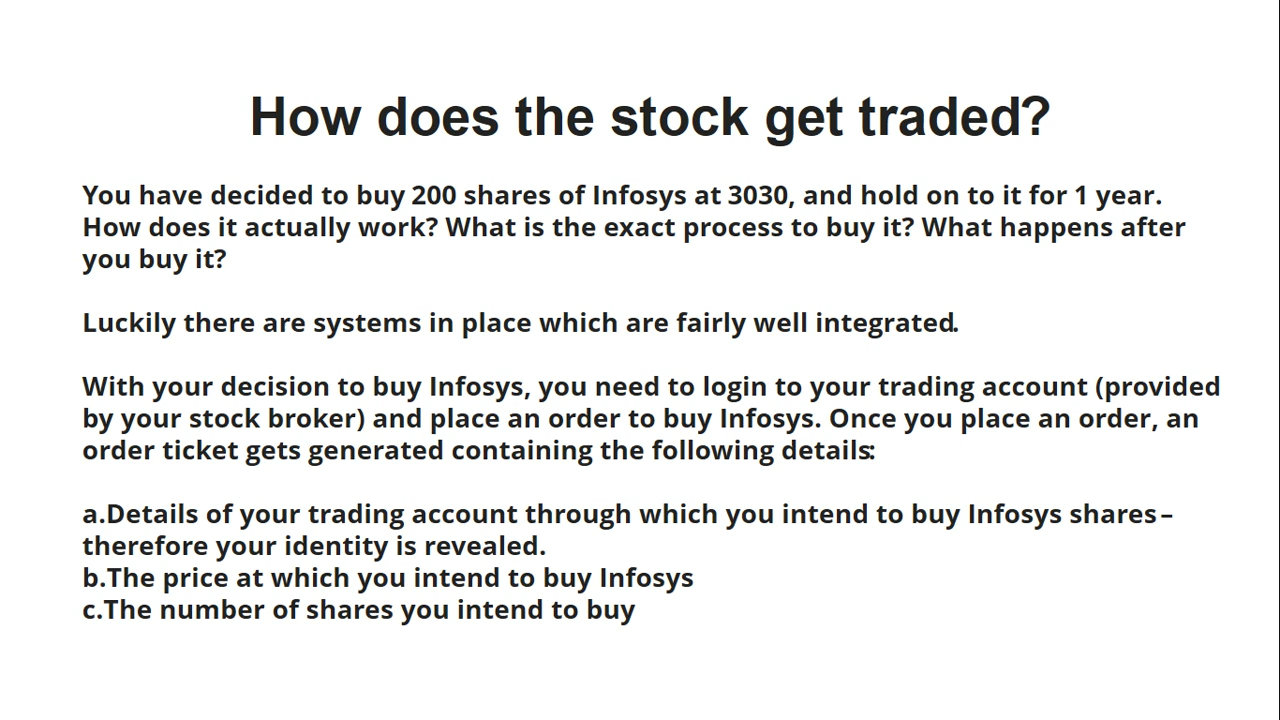 How does the stock get traded?
You have decided to buy 200 shares of Infosys at 3030, and hold on to it for 1 year.
How does it actually work? What is the exact process to buy it? What happens after
you buy it?
Luckily there are systems in place which are fairly well integrated.
With your decision to buy Infosys, you need to login to your trading account (provided
by your stock broker) and place an order to buy Infosys. Once you place an order, an
order ticket gets generated containing the following details:
a.Details of your trading account through which you intend to buy Infosys shares –
therefore your identity is revealed.
b.The price at which you intend to buy Infosys
c.The number of shares you intend to buy